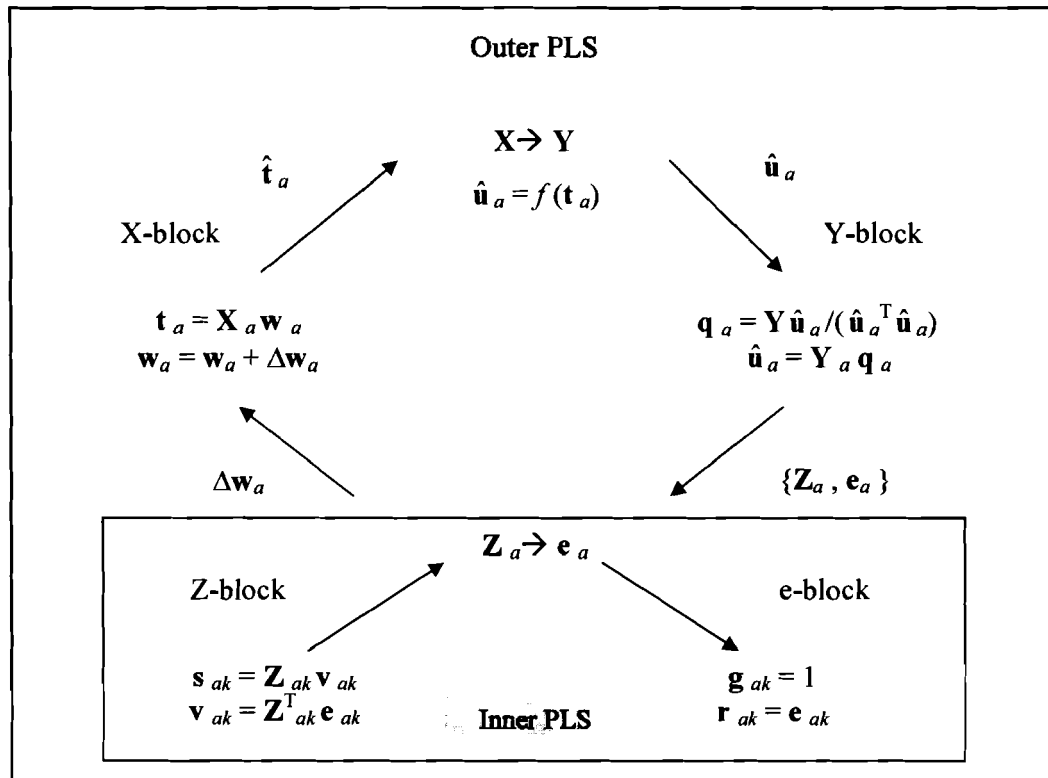 Outer PLS
X→ Y
t̂ a
û a
û a = f (t a)
X-block
Y-block
t a = X a w a
w a = w a + Δw a
q a = Y û a /( û a T û a)
û a = Y a q a
Δw a
{Z a , e a }
Z a → e a
Z-block
e-block
s ak = Z ak v ak
v ak = Z T ak e ak
g ak = 1
r ak = e ak
Inner PLS